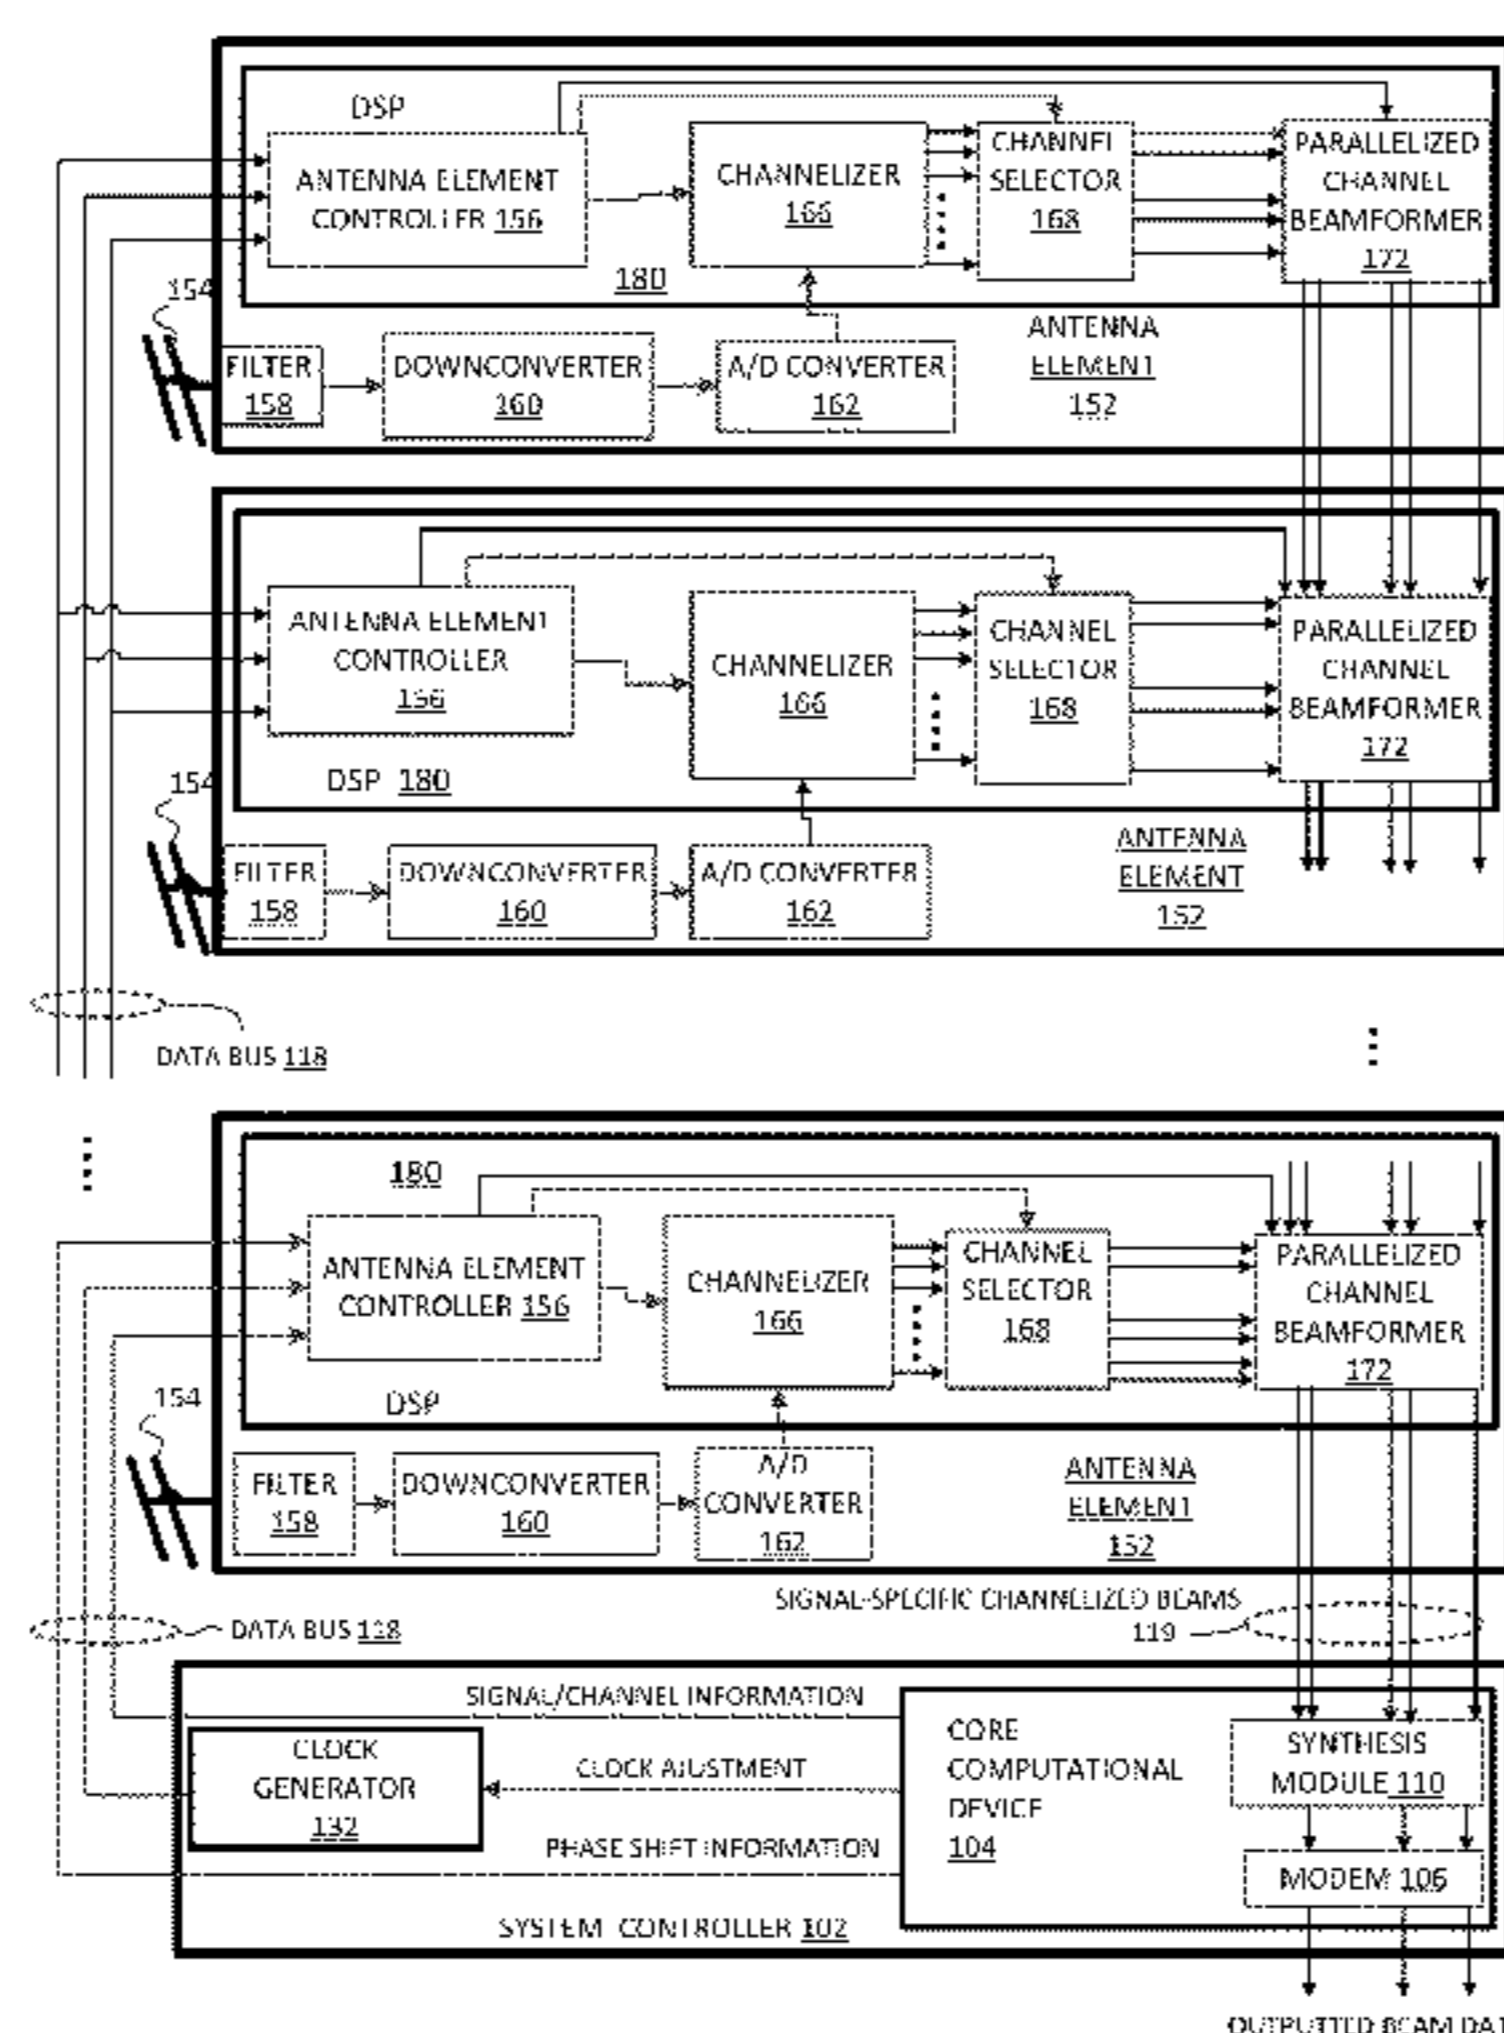 DSP
ANTENNA ELEMENT
CONTROLLER 156
CHANNELIZER
166
CHANNEL
SELECTOR
168
PARALLELIZED
CHANNEL
BEAMFORMER
172
180
154
FILTER
158
DOWNCONVERTER
160
A/D CONVERTER
162
ANTENNA
ELEMENT
152
ANTENNA ELEMENT
CONTROLLER
156
CHANNELIZER
166
CHANNEL
SELECTOR
168
PARALLELIZED
CHANNEL
BEAMFORMER
172
DSP 180
154
FILTER
158
DOWNCONVERTER
160
A/D CONVERTER
162
ANTENNA
ELEMENT
152
DATA BUS 118
180
ANTENNA ELEMENT
CONTROLLER 156
CHANNELIZER
166
CHANNEL
SELECTOR
168
PARALLELIZED
CHANNEL
BEAMFORMER
172
DSP
154
FILTER
158
DOWNCONVERTER
160
A/D
CONVERTER
162
ANTENNA
ELEMENT
152
SIGNAL-SPECIFIC CHANNELIZED BEAMS
119
DATA BUS 118
SIGNAL/CHANNEL INFORMATION
CLOCK
GENERATOR
132
CLOCK AJUSTMENT
PHASE SHIFT INFORMATION
CORE
COMPUTATIONAL
DEVICE
104
SYNTHESIS
MODULE 110
MODEM 106
SYSTEM CONTROLLER 102
OUTPUTTED BEAM DAT